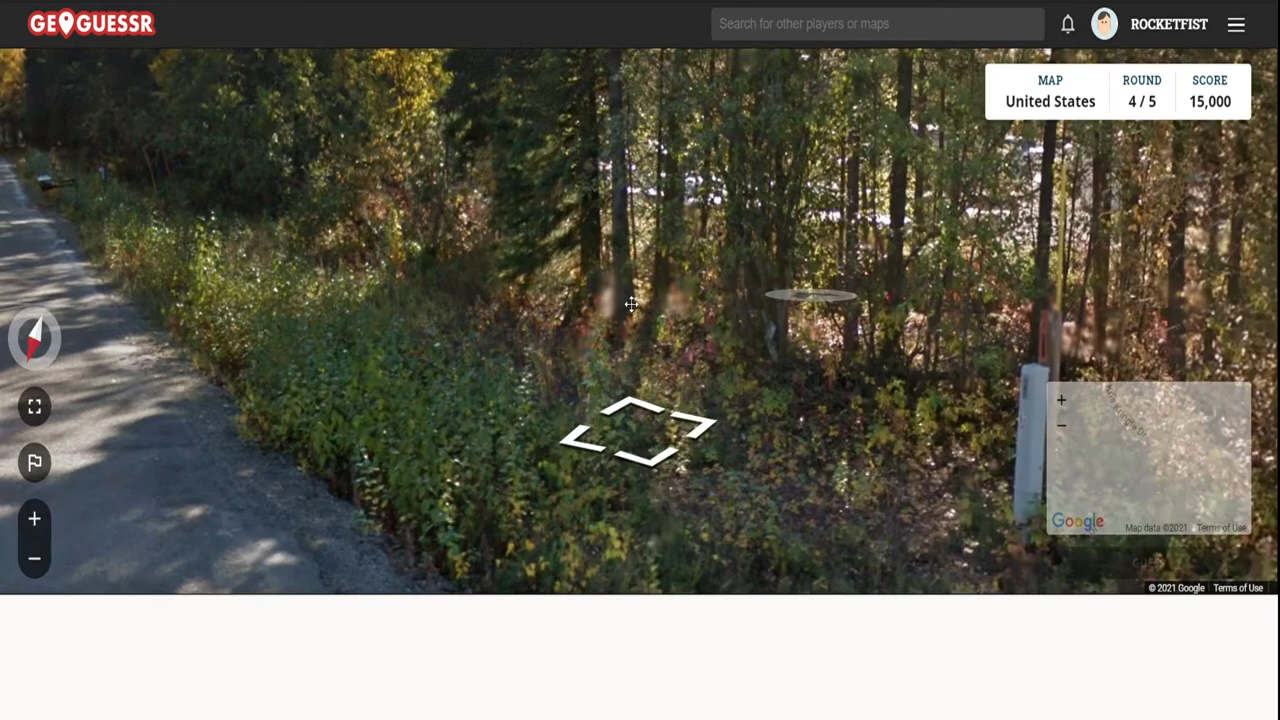 GEOGUESSR
Search for other players or maps
ROCKETFIST
MAP
United States
ROUND
4 / 5
SCORE
15,000
+
−
+
−
Google
Map data ©2021
Terms of Use
© 2021 Google
Terms of Use